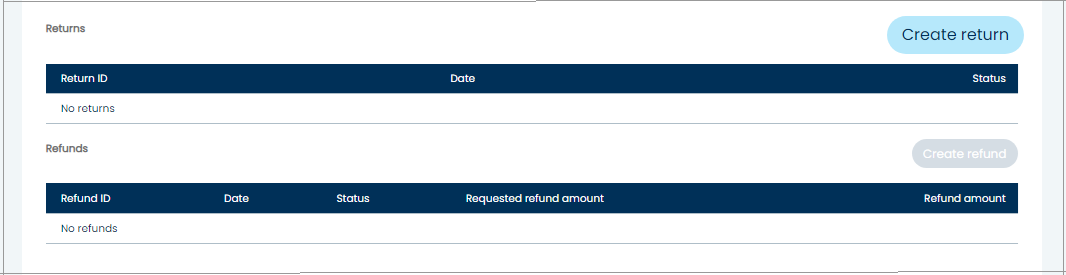 Returns
Create return
Return ID Date Status
No returns
Refunds
Create refund
Refund ID Date Status Requested refund amount Refund amount
No refunds